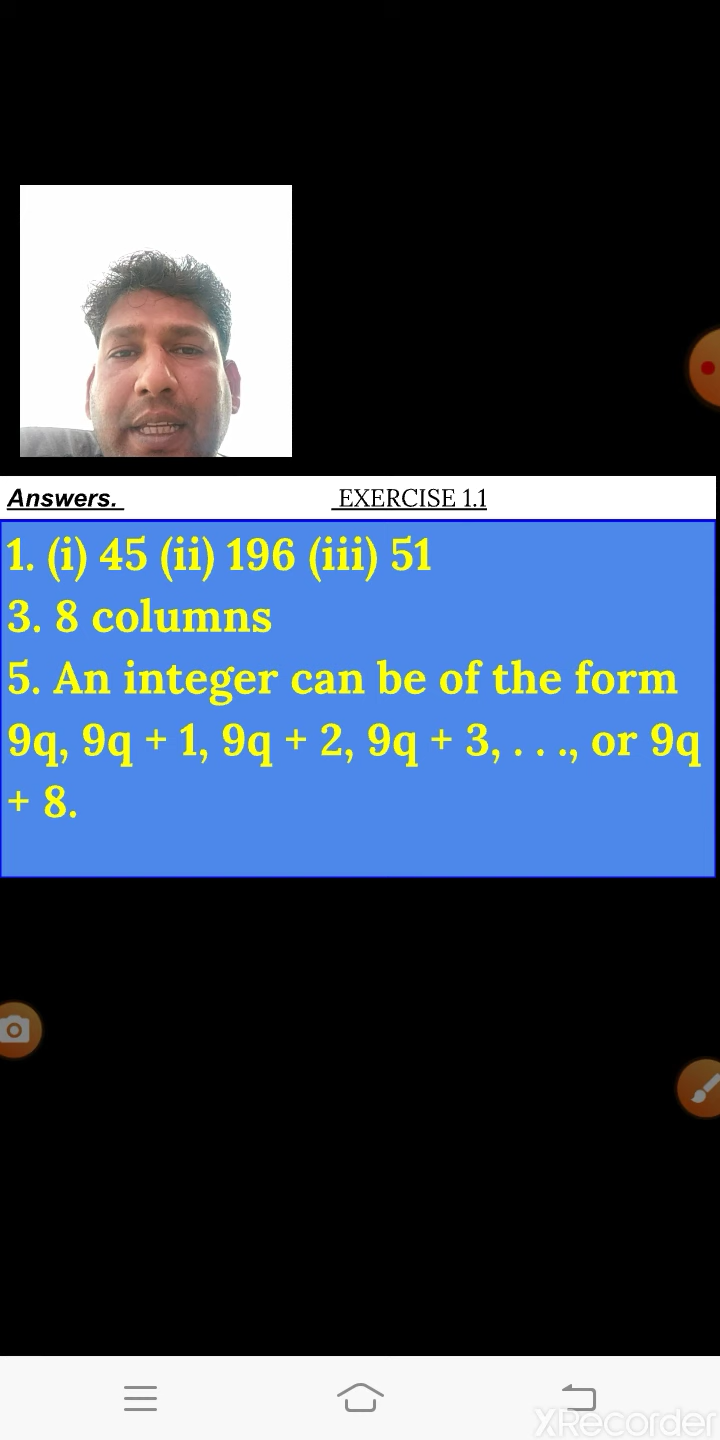 Answers. EXERCISE 1.1
1. (i) 45 (ii) 196 (iii) 51
3. 8 columns
5. An integer can be of the form
9q, 9q + 1, 9q + 2, 9q + 3, . . ., or 9q
+ 8.
XRecorder